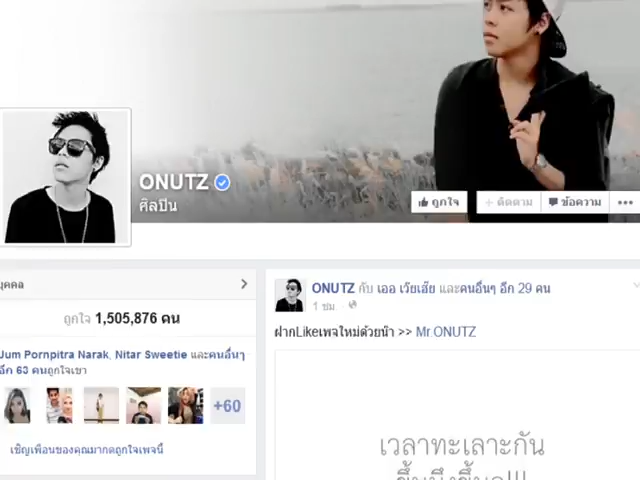 ONUTZ
ศิลปิน
ถูกใจ
+ ติดตาม
ข้อความ
บุคคล
ถูกใจ 1,505,876 คน
Jum Pornpitra Narak, Nitar Sweetie และคนอื่นๆ
อีก 63 คนถูกใจเขา
+60
เชิญเพื่อนของคุณมากดถูกใจเพจนี้
ONUTZ กับ เออ เว้ยเฮ้ย และคนอื่นๆ อีก 29 คน
1 ชม.
ฝากLikeเพจใหม่ด้วยน้า >> Mr.ONUTZ
เวลาทะเลาะกัน